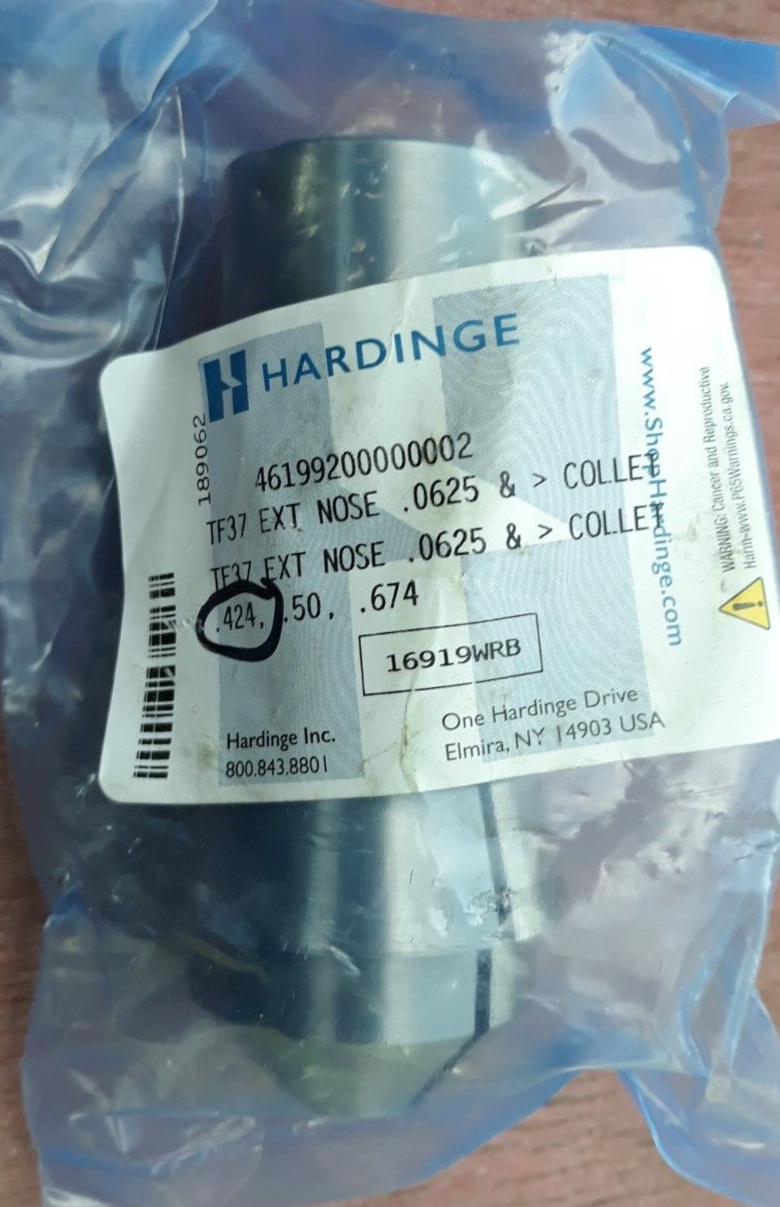 HARDINGE
189062
46199200000002
TF37 EXT NOSE .0625 & > COLLET
TF37 EXT NOSE .0625 & > COLLET
.424, .50, .674
16919WRB
Hardinge Inc.
800.843.8801
One Hardinge Drive
Elmira, NY 14903 USA
www.ShopHardinge.com
WARNING: Cancer and Reproductive
Harm-www.P65Warnings.ca.gov.